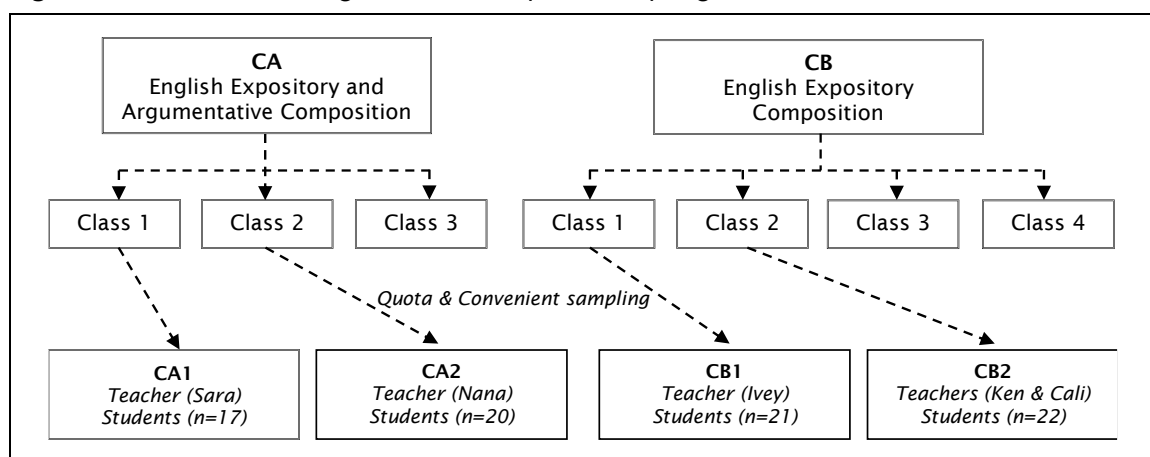 CA
English Expository and
Argumentative Composition
CB
English Expository
Composition
Class 1
Class 2
Class 3
Class 1
Class 2
Class 3
Class 4
Quota & Convenient sampling
CA1
Teacher (Sara)
Students (n=17)
CA2
Teacher (Nana)
Students (n=20)
CB1
Teacher (Ivey)
Students (n=21)
CB2
Teachers (Ken & Cali)
Students (n=22)